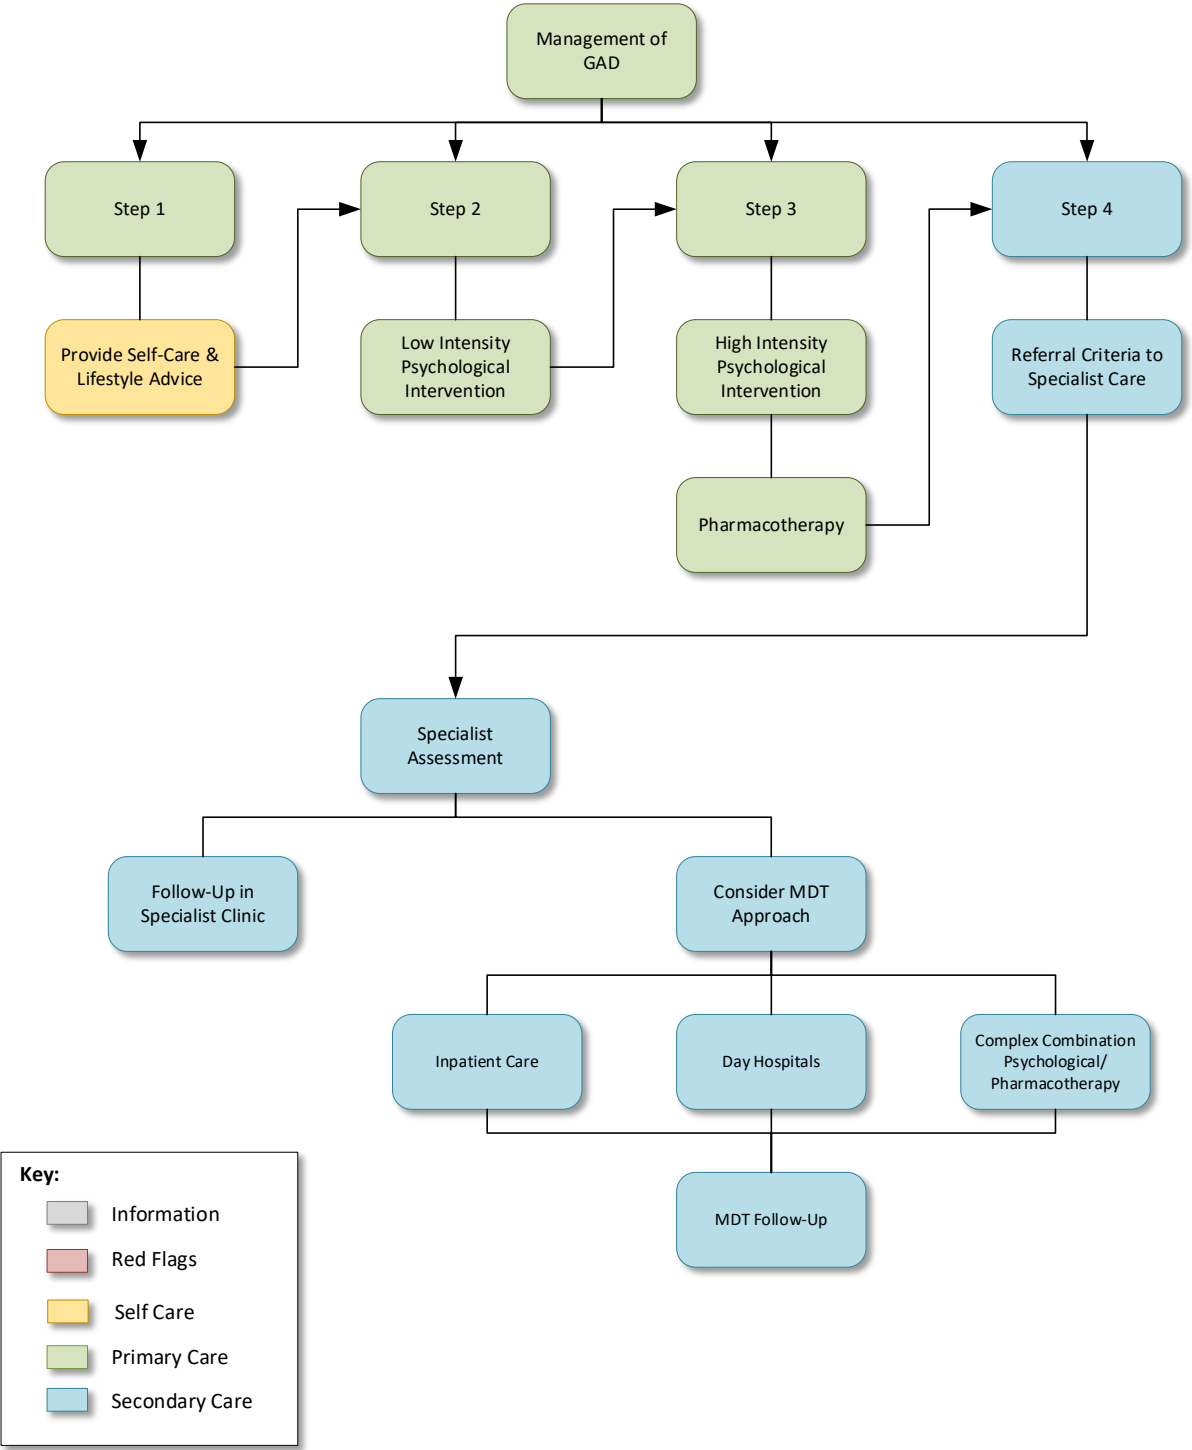 Management of
GAD
Step 1
Step 2
Step 3
Step 4
Provide Self-Care &
Lifestyle Advice
Low Intensity
Psychological
Intervention
High Intensity
Psychological
Intervention
Referral Criteria to
Specialist Care
Pharmacotherapy
Specialist
Assessment
Follow-Up in
Specialist Clinic
Consider MDT
Approach
Inpatient Care
Day Hospitals
Complex Combination
Psychological/
Pharmacotherapy
MDT Follow-Up
Key:
Information
Red Flags
Self Care
Primary Care
Secondary Care